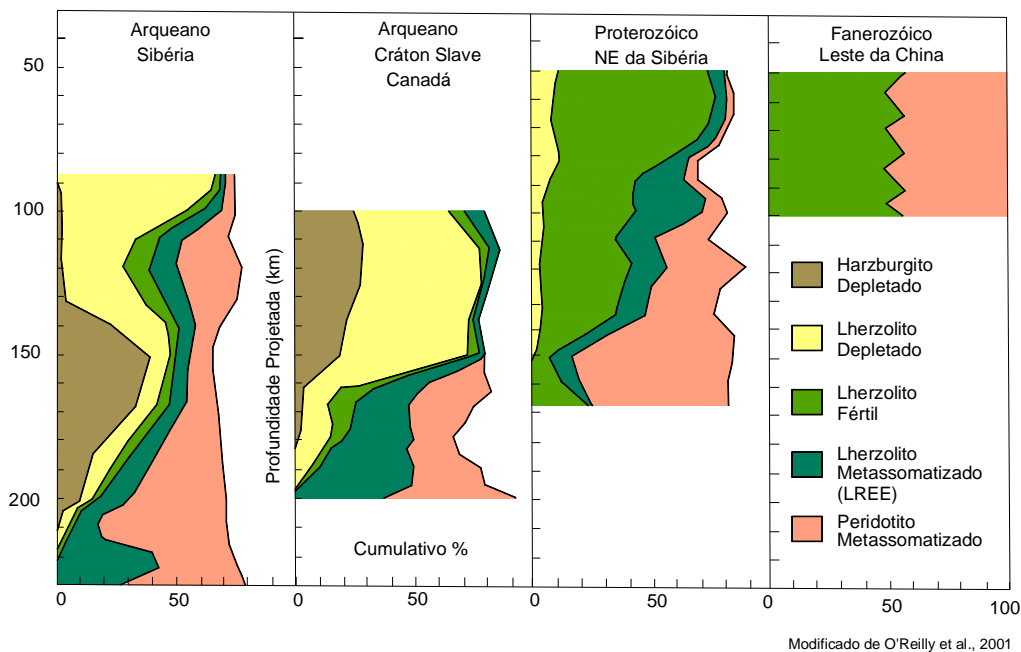 Arqueano
Sibéria
Arqueano
Cráton Slave
Canadá
Proterozóico
NE da Sibéria
Fanerozóico
Leste da China
50
100
150
200
Profundidade Projetada (km)
Cumulativo %
Harzburgito
Depletado
Lherzolito
Depletado
Lherzolito
Fértil
Lherzolito
Metassomatizado
(LREE)
Peridotito
Metassomatizado
0
50
0
50
0
50
0
50
100
Modificado de O'Reilly et al., 2001